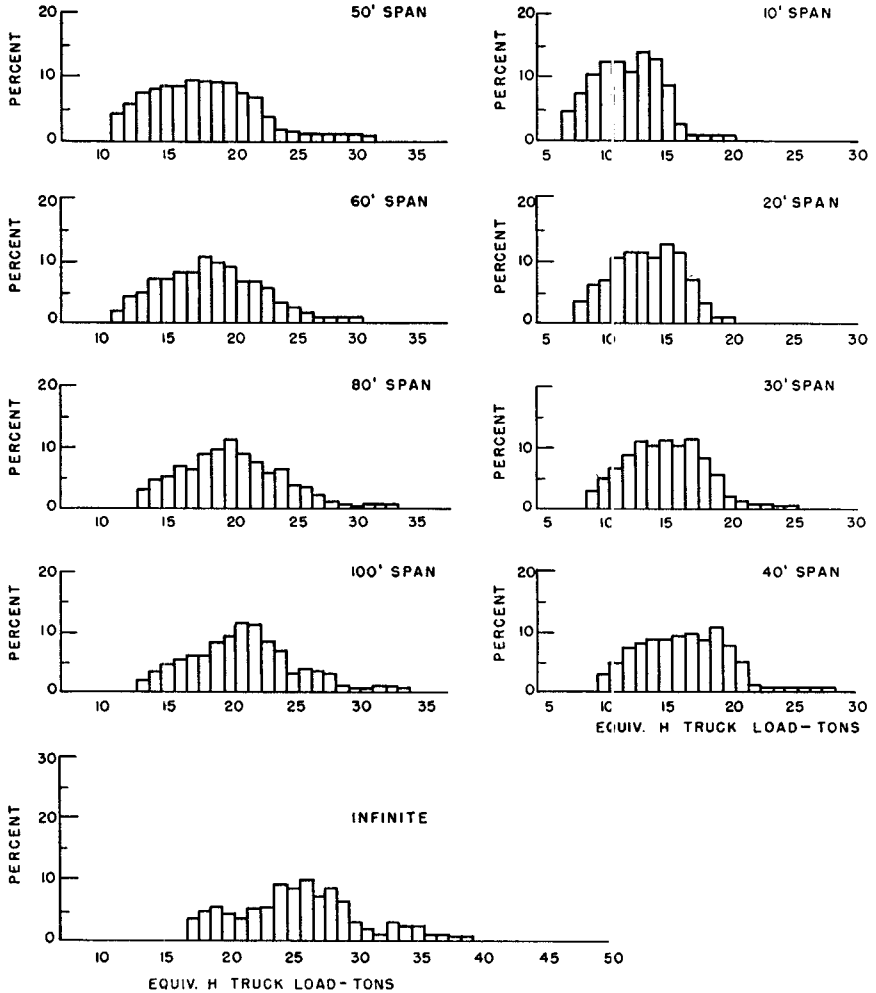 50' SPAN
20
10
0
PERCENT
10 15 20 25 30 35
60' SPAN
20
10
0
PERCENT
10 15 20 25 30 35
80' SPAN
20
10
0
PERCENT
10 15 20 25 30 35
100' SPAN
20
10
0
PERCENT
10 15 20 25 30 35
INFINITE
30
20
10
0
PERCENT
10 15 20 25 30 35 40 45 50
EQUIV. H TRUCK LOAD-TONS
10' SPAN
20
10
0
PERCENT
5 10 15 20 25 30
20' SPAN
20
10
0
PERCENT
5 10 15 20 25 30
30' SPAN
20
10
0
PERCENT
5 10 15 20 25 30
40' SPAN
20
10
0
PERCENT
5 10 15 20 25 30
EQUIV. H TRUCK LOAD-TONS